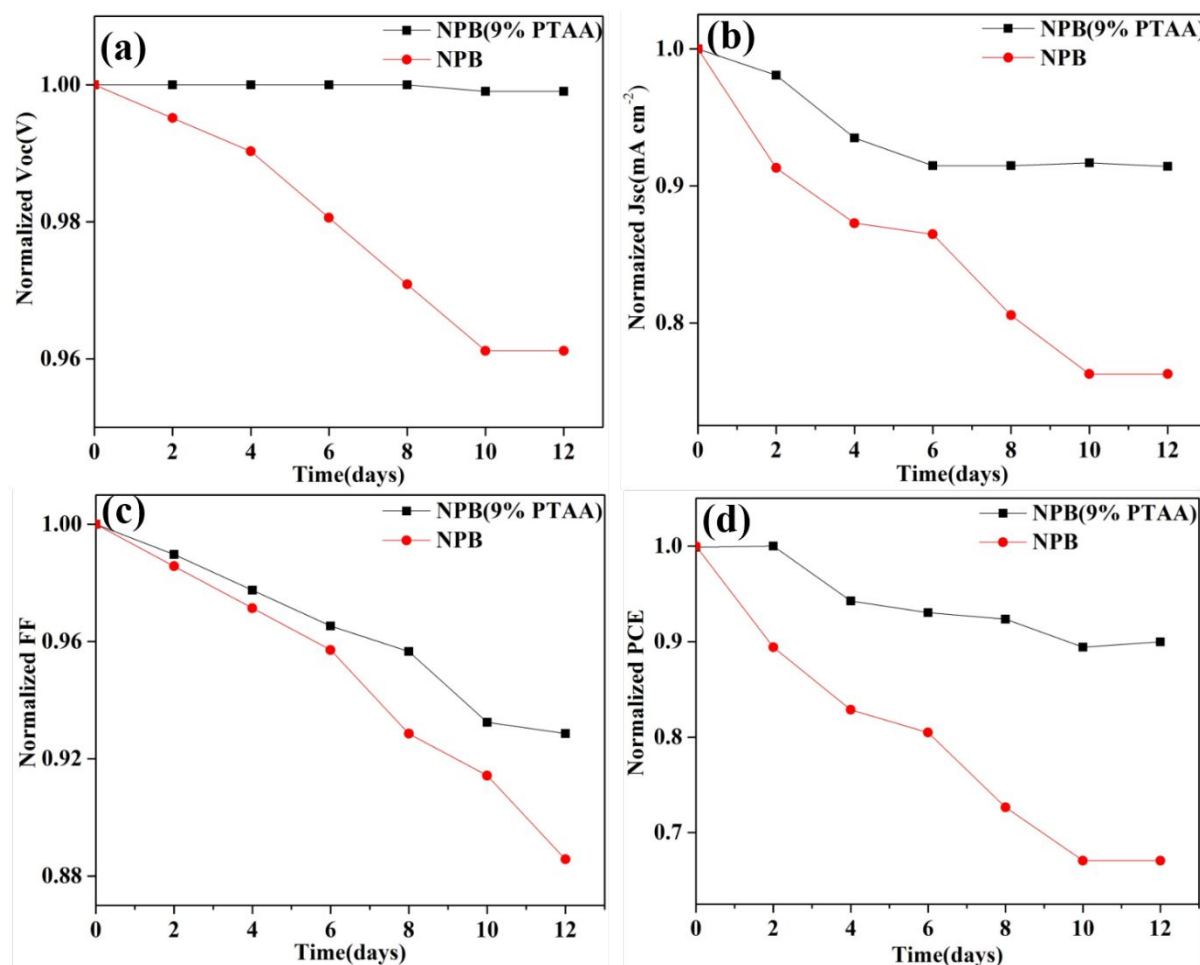 (a)
NPB(9% PTAA)
NPB
Normalized Voc(V)
1.00
0.98
0.96
0 2 4 6 8 10 12
Time(days)
(b)
NPB(9% PTAA)
NPB
Normaized Jsc(mA cm⁻²)
1.0
0.9
0.8
0 2 4 6 8 10 12
Time(days)
(c)
NPB(9% PTAA)
NPB
Normalized FF
1.00
0.96
0.92
0.88
0 2 4 6 8 10 12
Time(days)
(d)
NPB(9% PTAA)
NPB
Normalized PCE
1.0
0.9
0.8
0.7
0 2 4 6 8 10 12
Time(days)